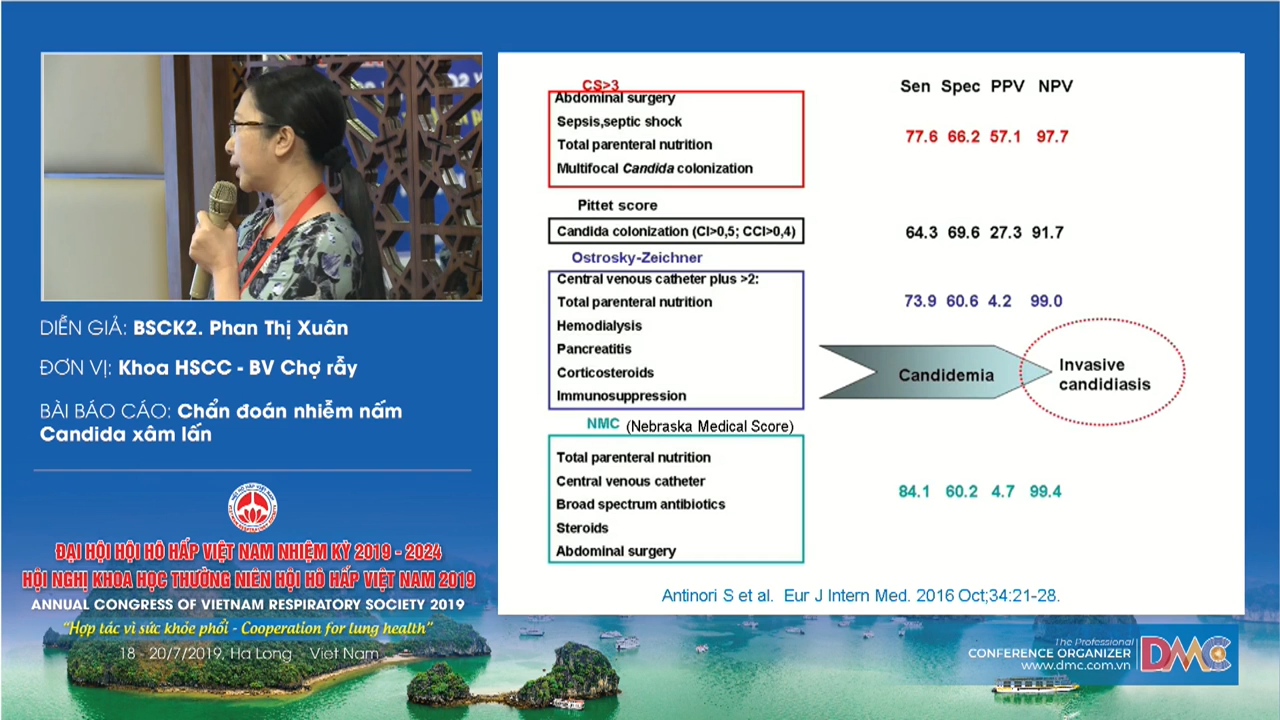 DIỄN GIẢ: BSCK2. Phan Thị Xuân
ĐƠN VỊ: Khoa HSCC - BV Chợ rẫy
BÀI BÁO CÁO: Chẩn đoán nhiễm nấm
Candida xâm lấn
ĐẠI HỘI HỘI HÔ HẤP VIỆT NAM NHIỆM KỲ 2019 - 2024
HỘI NGHỊ KHOA HỌC THƯỜNG NIÊN HỘI HÔ HẤP VIỆT NAM 2019
ANNUAL CONGRESS OF VIETNAM RESPIRATORY SOCIETY 2019
"Hợp tác vì sức khỏe phổi - Cooperation for lung health"
18 - 20/7/2019, Ha Long Viet Nam
CS>3
Sen Spec PPV NPV
Abdominal surgery
Sepsis,septic shock
Total parenteral nutrition
Multifocal Candida colonization
77.6 66.2 57.1 97.7
Pittet score
Candida colonization (CI>0,5; CCI>0,4)
64.3 69.6 27.3 91.7
Ostrosky-Zeichner
Central venous catheter plus >2:
Total parenteral nutrition
Hemodialysis
Pancreatitis
Corticosteroids
Immunosuppression
73.9 60.6 4.2 99.0
Candidemia
Invasive
candidiasis
NMC (Nebraska Medical Score)
Total parenteral nutrition
Central venous catheter
Broad spectrum antibiotics
Steroids
Abdominal surgery
84.1 60.2 4.7 99.4
Antinori S et al. Eur J Intern Med. 2016 Oct;34:21-28.
The Professional
CONFERENCE ORGANIZER
www.dmc.com.vn
DMC